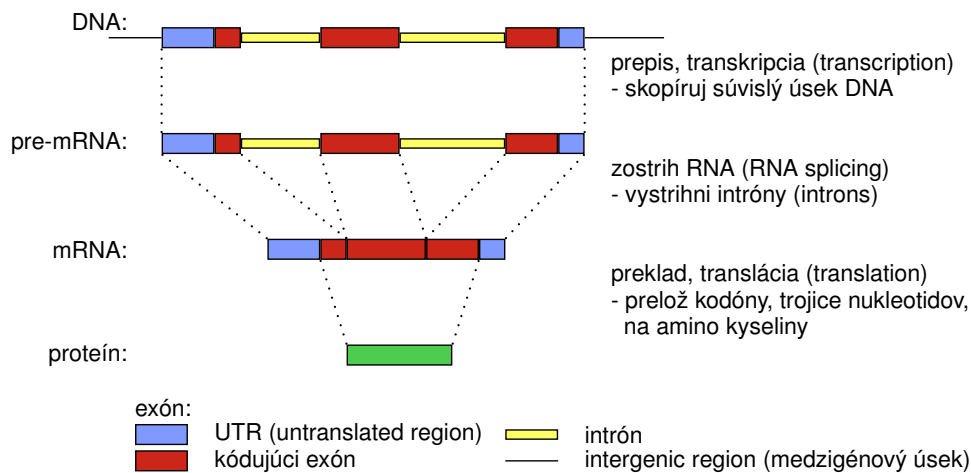 DNA:
prepis, transkripcia (transcription)
- skopíruj súvislý úsek DNA
pre-mRNA:
zostrih RNA (RNA splicing)
- vystrihni intróny (introns)
mRNA:
preklad, translácia (translation)
- prelož kodóny, trojice nukleotidov,
na amino kyseliny
proteín:
exón:
UTR (untranslated region)
intrón
kódujúci exón
intergenic region (medzigénový úsek)